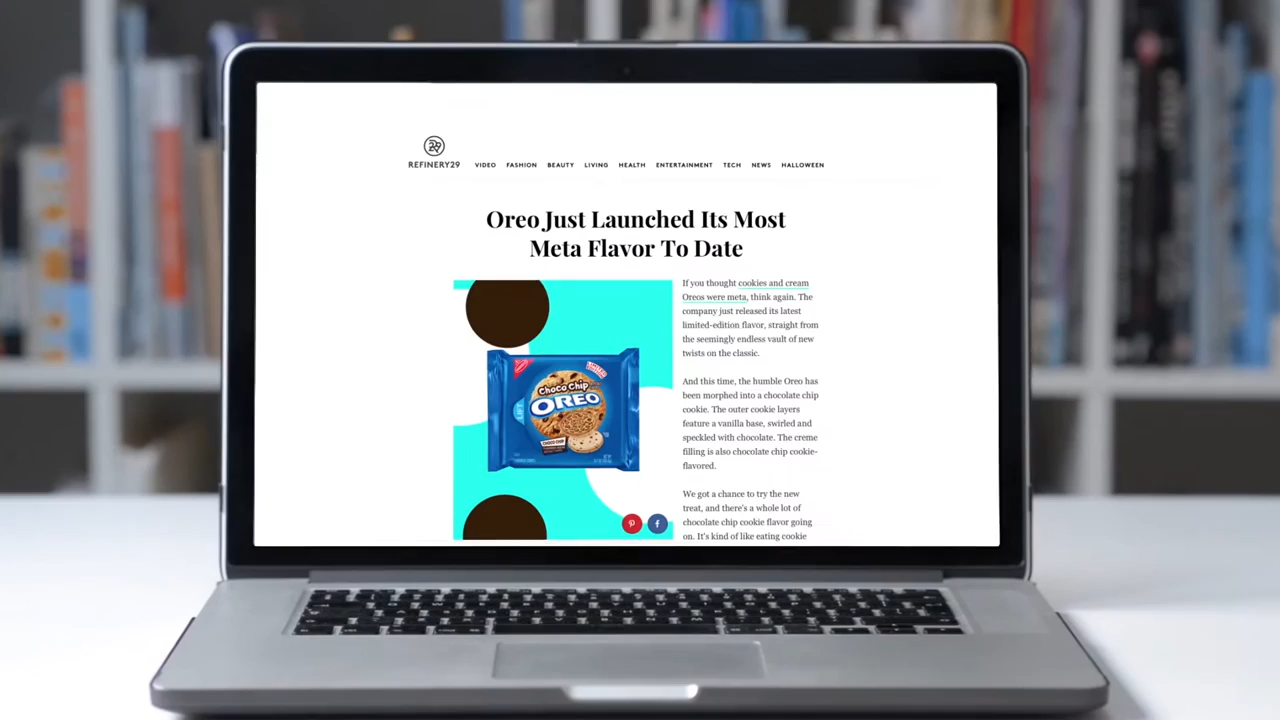 REFINERY29
VIDEO FASHION BEAUTY LIVING HEALTH ENTERTAINMENT TECH NEWS HALLOWEEN
Oreo Just Launched Its Most
Meta Flavor To Date
If you thought cookies and cream
Oreos were meta, think again. The
company just released its latest
limited-edition flavor, straight from
the seemingly endless vault of new
twists on the classic.
And this time, the humble Oreo has
been morphed into a chocolate chip
cookie. The outer cookie layers
feature a vanilla base, swirled and
speckled with chocolate. The creme
filling is also chocolate chip cookie-
flavored.
We got a chance to try the new
treat, and there's a whole lot of
chocolate chip cookie flavor going
on. It's kind of like eating cookie
Choco Chip
OREO
CHOCO CHIP